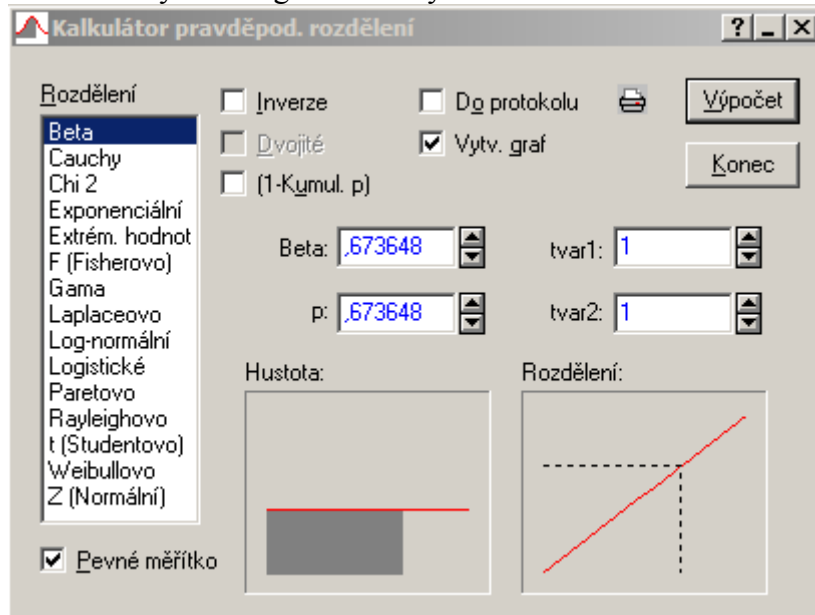 Kalkulátor pravděpod. rozdělení
Rozdělení
Inverze
Do protokolu
Výpočet
Dvojité
Vytv. graf
Konec
(1-Kumul. p)
Beta
Cauchy
Chi 2
Exponenciální
Extrém. hodnot
F (Fisherovo)
Gama
Laplaceovo
Log-normální
Logistické
Paretovo
Rayleighovo
t (Studentovo)
Weibullovo
Z (Normální)
Beta: ,673648
tvar1: 1
p: ,673648
tvar2: 1
Hustota:
Rozdělení:
Pevné měřítko